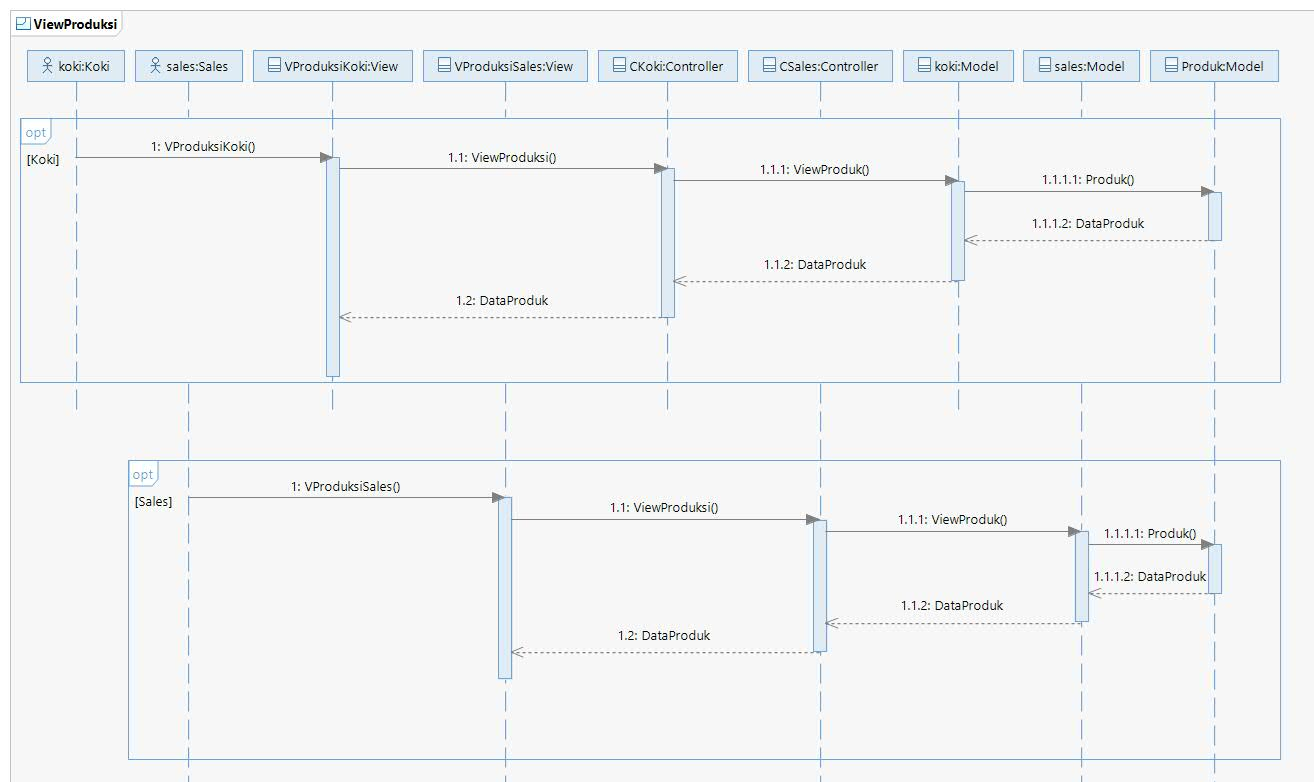 ViewProduksi
koki:Koki
sales:Sales
VProduksiKoki:View
VProduksiSales:View
CKoki:Controller
CSales:Controller
koki:Model
sales:Model
Produk:Model
opt
[Koki]
1: VProduksiKoki()
1.1: ViewProduksi()
1.1.1: ViewProduk()
1.1.1.1: Produk()
1.1.1.2: DataProduk
1.1.2: DataProduk
1.2: DataProduk
opt
[Sales]
1: VProduksiSales()
1.1: ViewProduksi()
1.1.1: ViewProduk()
1.1.1.1: Produk()
1.1.1.2: DataProduk
1.1.2: DataProduk
1.2: DataProduk